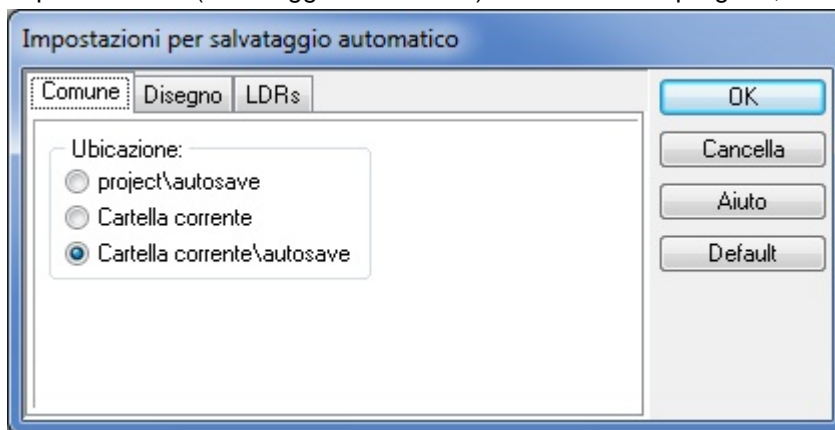 Impostazioni per salvataggio automatico
Comune Disegno LDRs
Ubicazione:
project\autosave
Cartella corrente
Cartella corrente\autosave
OK
Cancella
Aiuto
Default